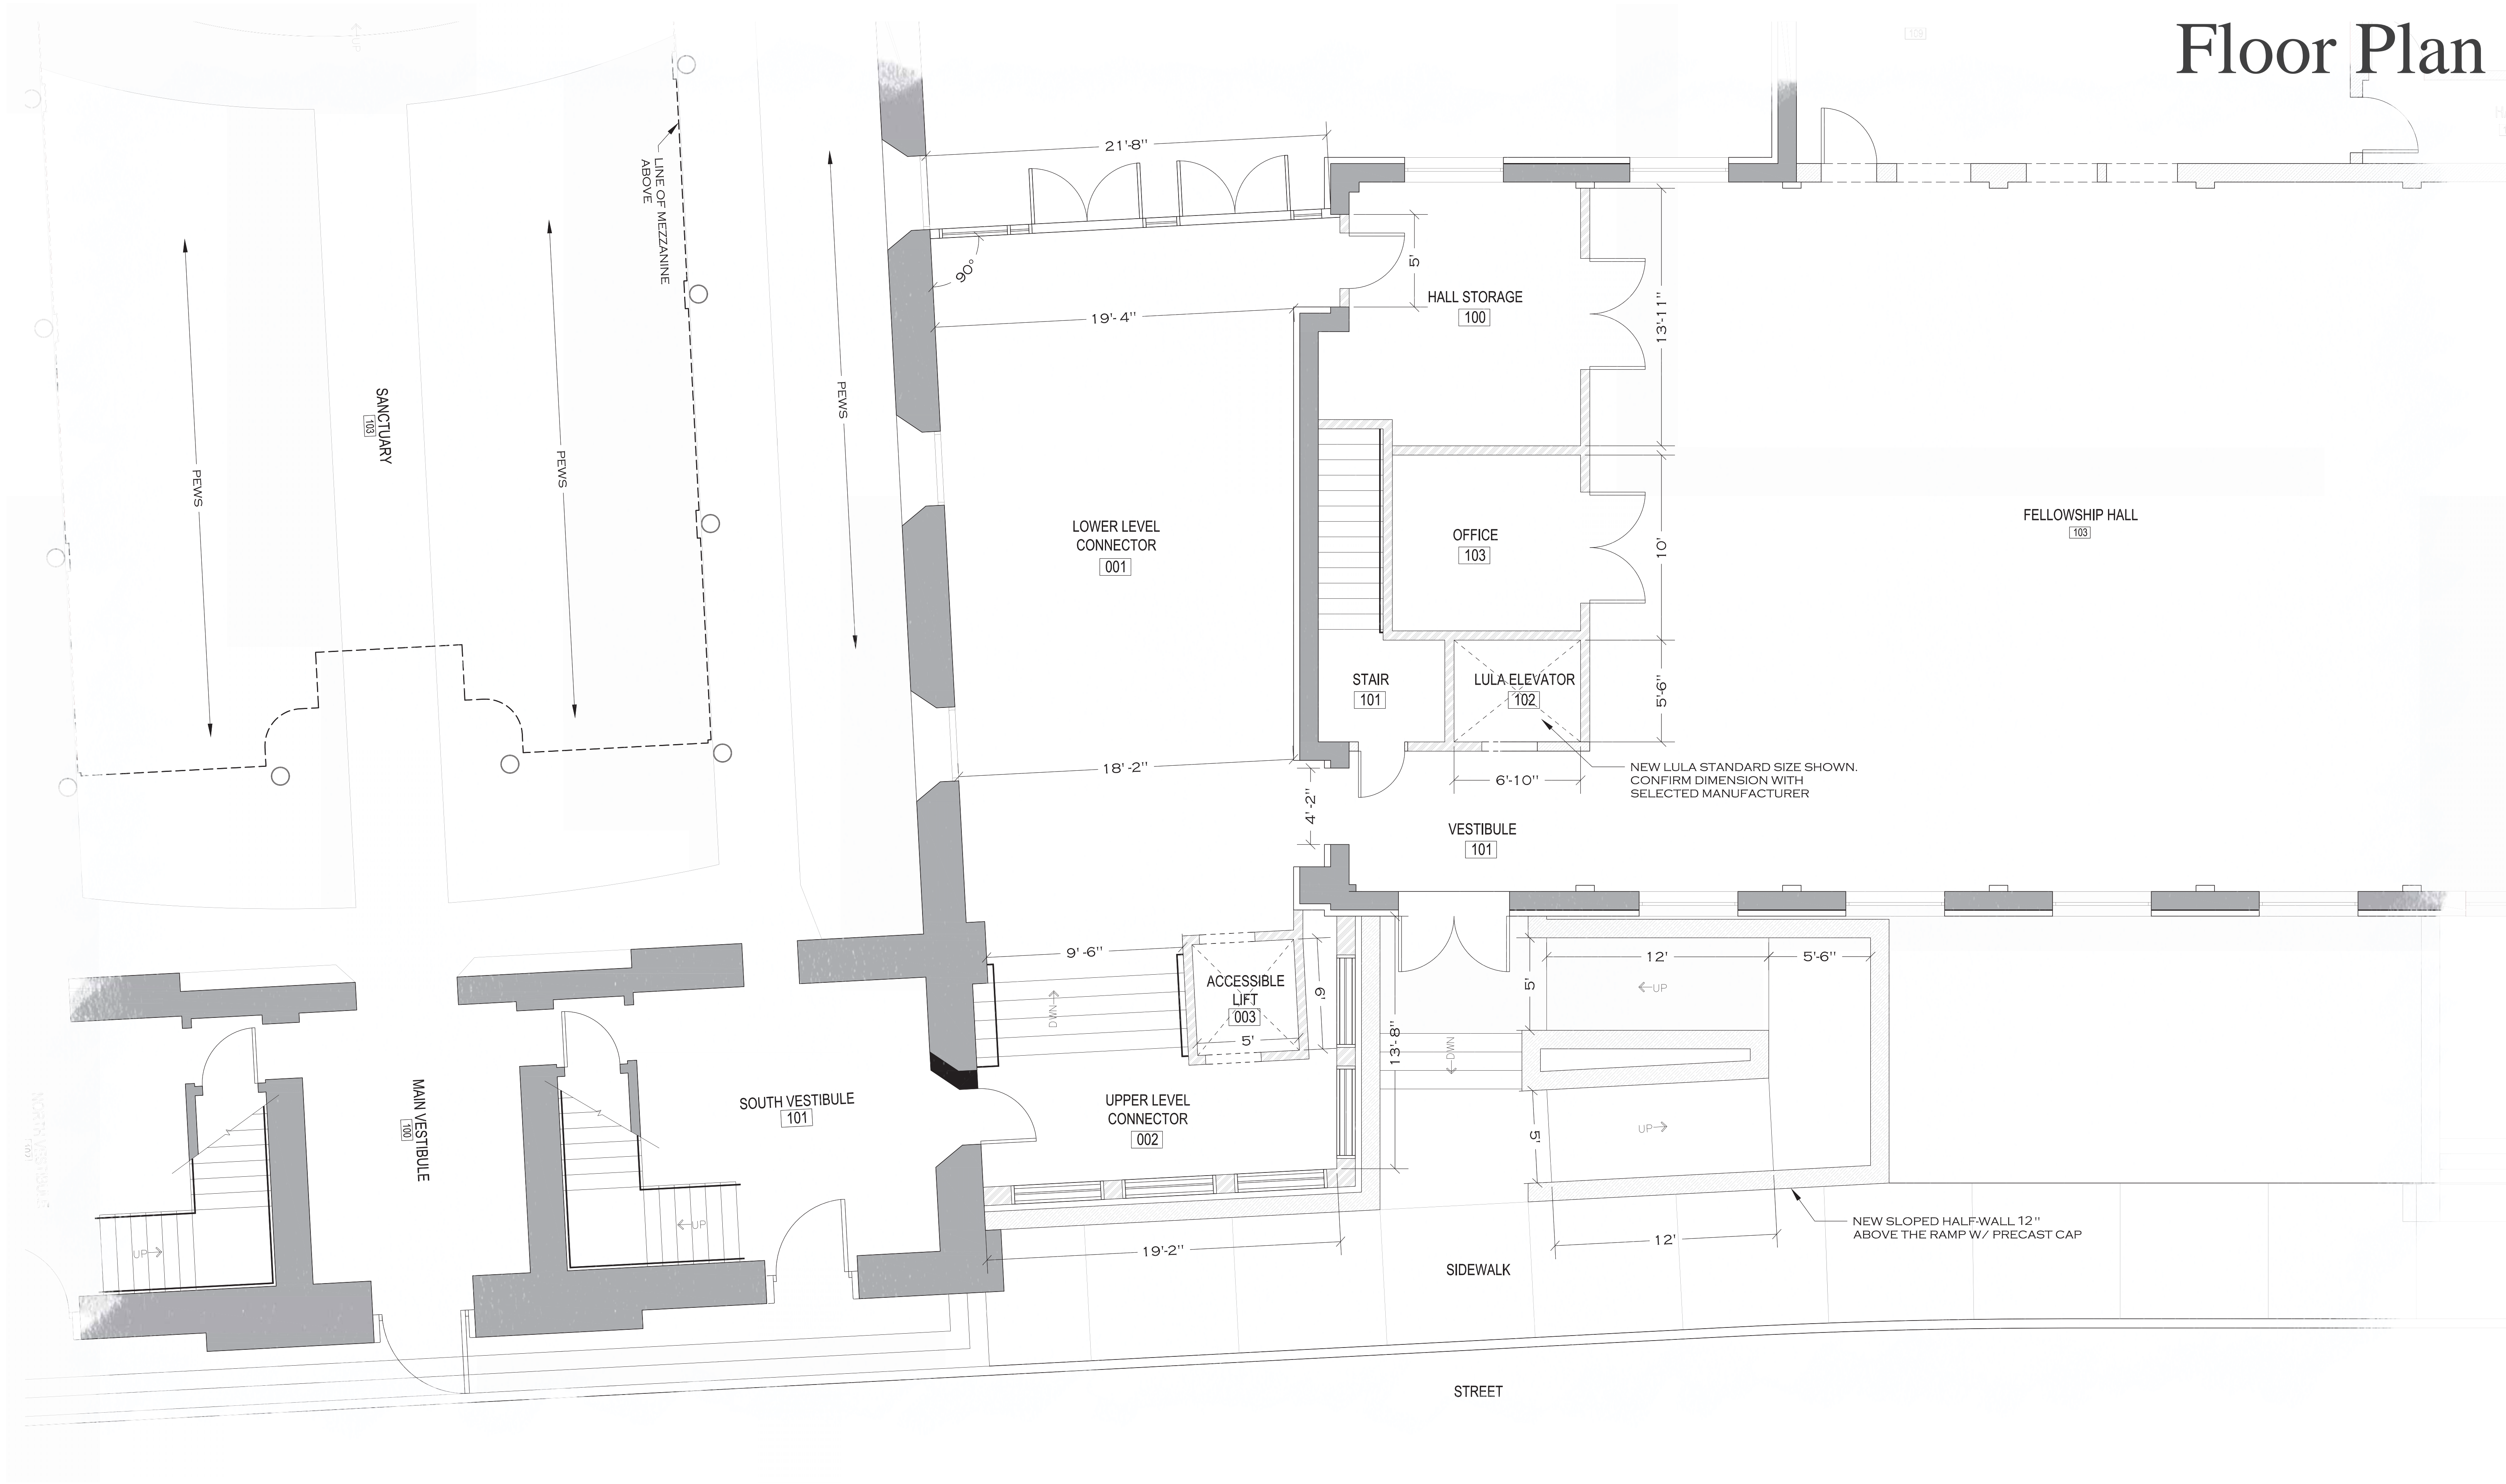 Floor Plan
UP
109
21'-8"
LINE OF MEZZANINE
ABOVE
90°
5'
HALL STORAGE
100
13'-11"
19'- 4"
PEWS
SANCTUARY
103
PEWS
PEWS
LOWER LEVEL
CONNECTOR
001
OFFICE
103
10'
FELLOWSHIP HALL
103
STAIR
101
LULA ELEVATOR
102
5'-6"
18' -2"
6'-10"
NEW LULA STANDARD SIZE SHOWN.
CONFIRM DIMENSION WITH
SELECTED MANUFACTURER
4' -2"
VESTIBULE
101
9' -6"
ACCESSIBLE
LIFT
003
6'
5'
DWN
13'- 8"
DWN
12'
5'-6"
5'
UP
UP
5'
12'
MAIN VESTIBULE
100
SOUTH VESTIBULE
101
UPPER LEVEL
CONNECTOR
002
UP
UP
19'-2"
NEW SLOPED HALF-WALL 12"
ABOVE THE RAMP W/ PRECAST CAP
SIDEWALK
STREET